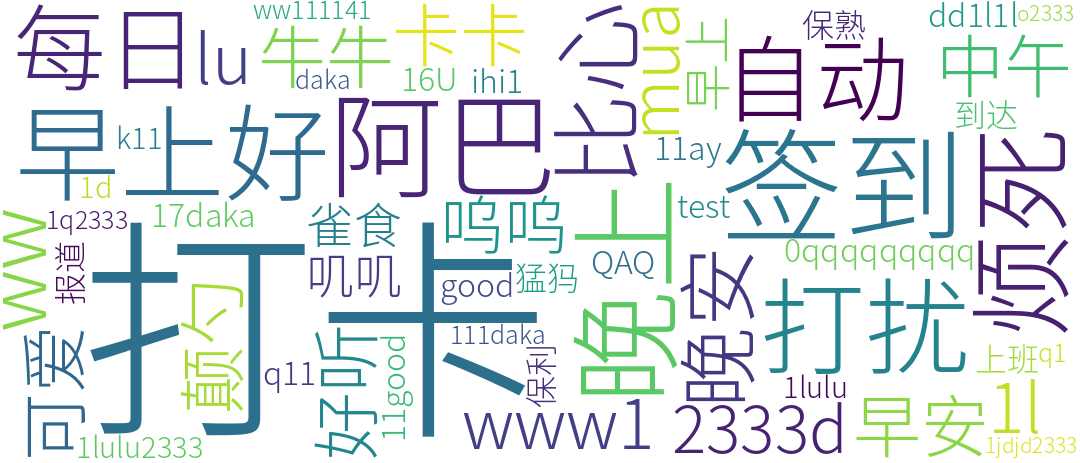 每日
lu
牛牛
卡卡
ww111141
daka
16U
ihi1
比心
mua
早上
自动
保熟
dd1l1l
o2333
中午
到达
早上好
k11
阿巴
11ay
签到
须死
1d
1q2333
17daka
雀食
呜呜
test
晚上
0qqqqqqqqq
WW
报道
打卡
叽叽
good
猛犸
QAQ
晚安
打扰
可爱
颠勺
q11
好听
111daka
11good
保利
www1
2333d
1lulu
早安
上班
q1
1l
1jdjd2333
1lulu2333